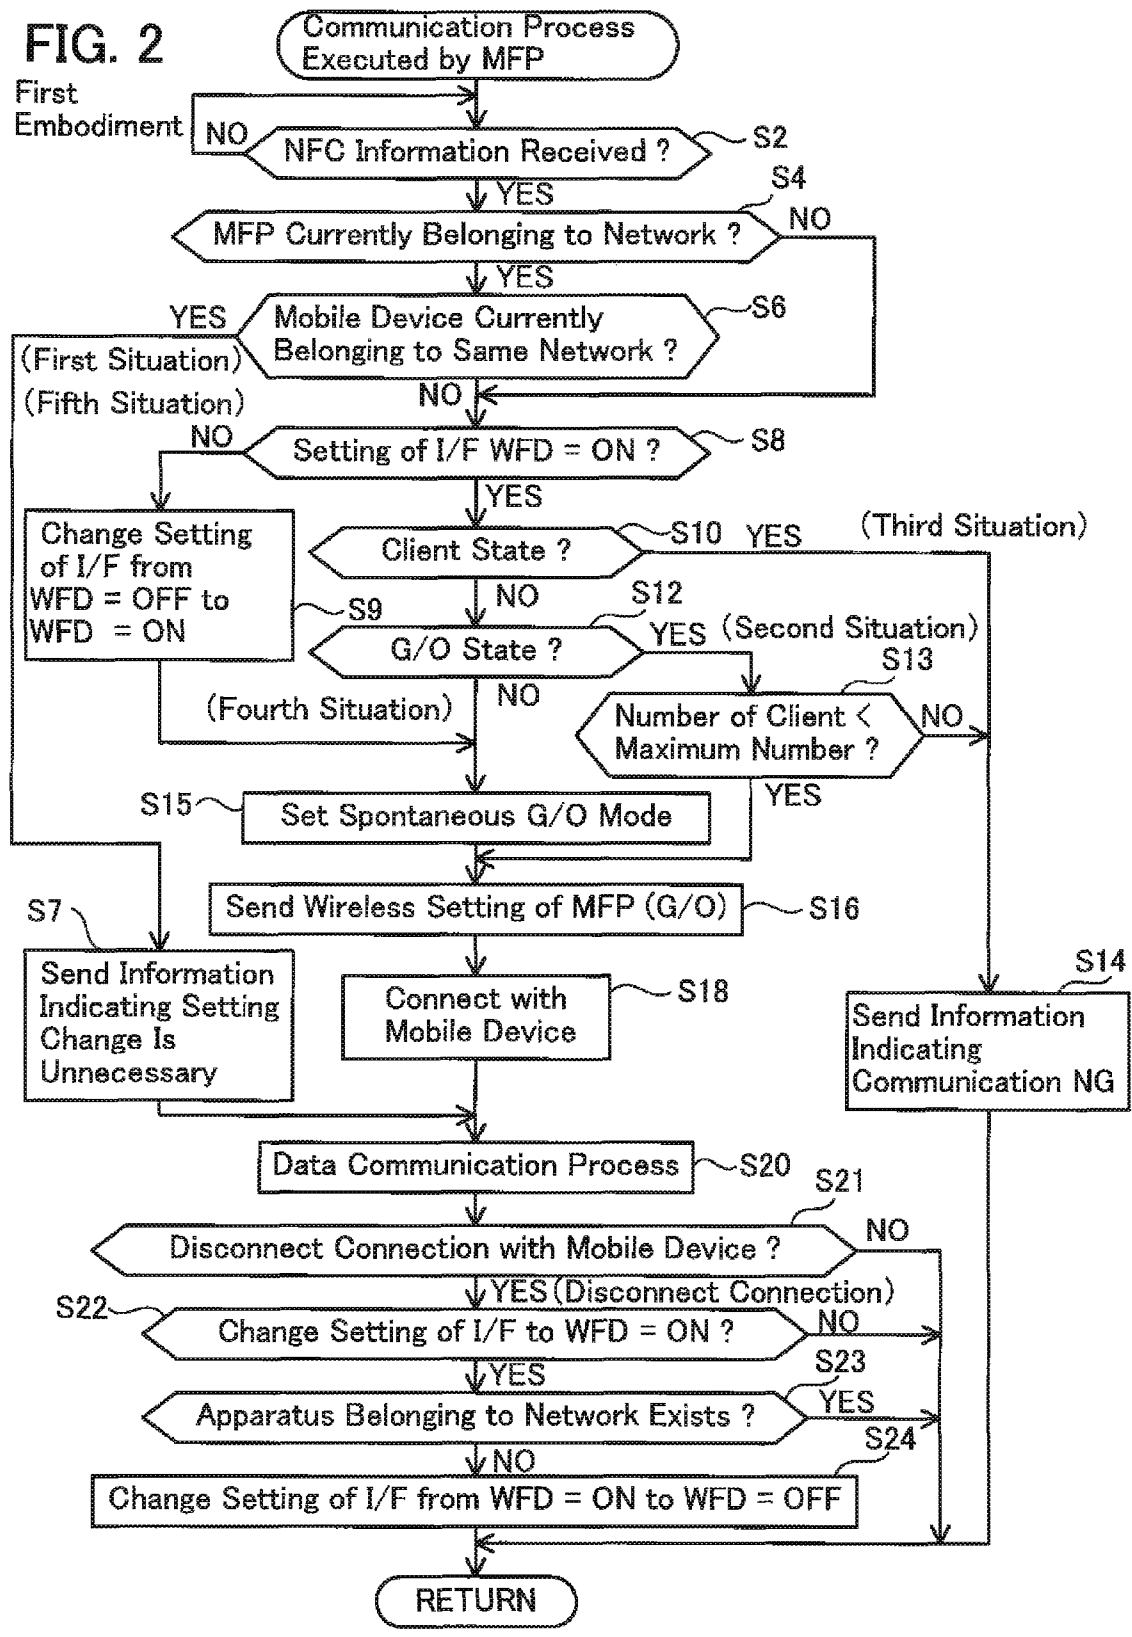 FIG. 2
First
Embodiment
Communication Process
Executed by MFP
NO
NFC Information Received ?
S2
YES
S4
MFP Currently Belonging to Network ?
NO
YES
YES
Mobile Device Currently
Belonging to Same Network ?
S6
(First Situation)
(Fifth Situation)
NO
NO
Setting of I/F WFD = ON ?
S8
YES
Change Setting
of I/F from
WFD = OFF to
WFD = ON
S9
Client State ?
S10
YES
(Third Situation)
NO
S12
G/O State ?
YES
(Second Situation)
S13
NO
(Fourth Situation)
Number of Client <
Maximum Number ?
NO
YES
S15
Set Spontaneous G/O Mode
Send Wireless Setting of MFP (G/O)
S16
S7
Send Information
Indicating Setting
Change Is
Unnecessary
Connect with
Mobile Device
S18
S14
Send Information
Indicating
Communication NG
Data Communication Process
S20
S21
Disconnect Connection with Mobile Device ?
NO
YES (Disconnect Connection)
S22
Change Setting of I/F to WFD = ON ?
NO
YES
S23
Apparatus Belonging to Network Exists ?
YES
NO
S24
Change Setting of I/F from WFD = ON to WFD = OFF
RETURN